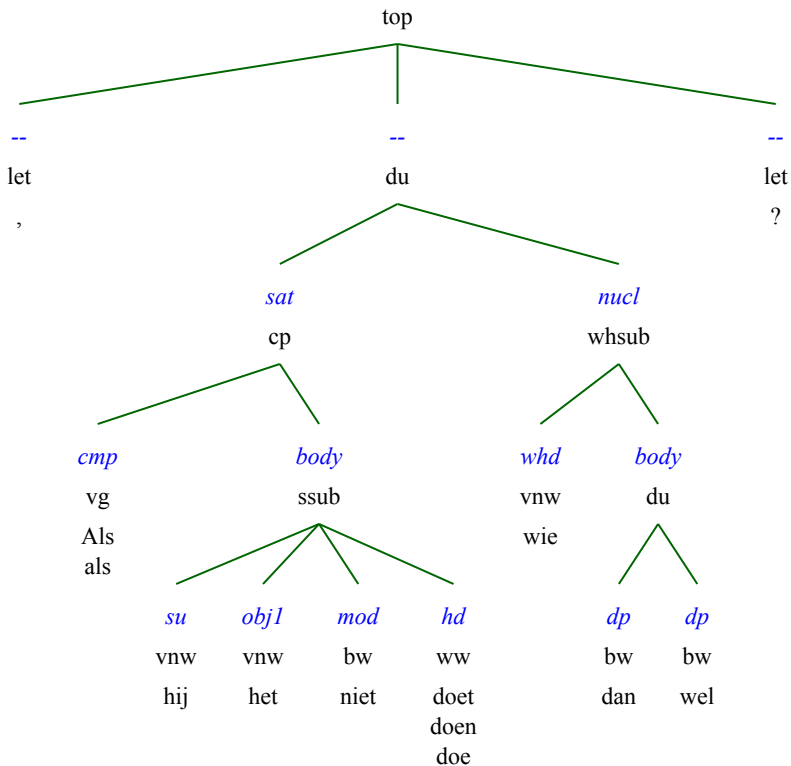 top
-- -- --
let du let
, ?
sat nucl
cp whsub
cmp body whd body
vg ssub vnw du
Als wie
als
su obj1 mod hd dp dp
vnw vnw bw ww bw bw
hij het niet doet dan wel
doen
doe